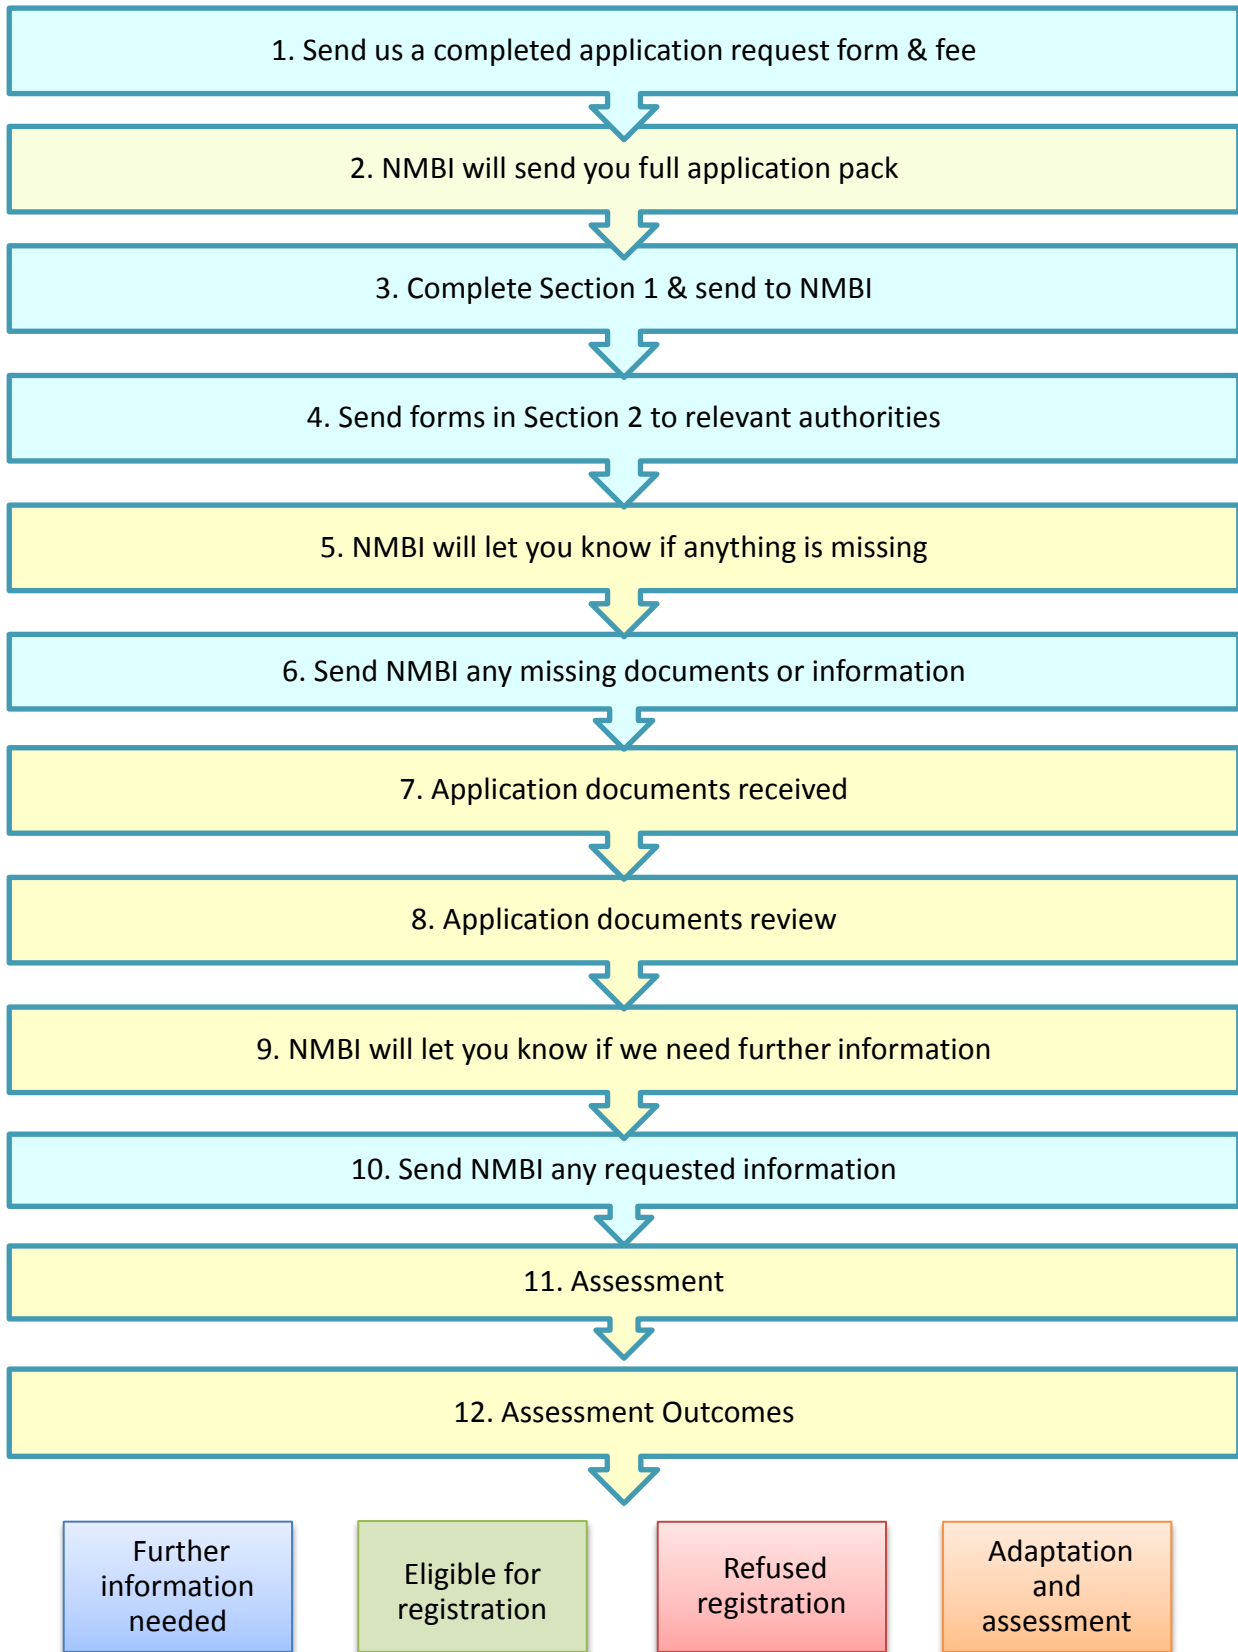 1. Send us a completed application request form & fee
2. NMBI will send you full application pack
3. Complete Section 1 & send to NMBI
4. Send forms in Section 2 to relevant authorities
5. NMBI will let you know if anything is missing
6. Send NMBI any missing documents or information
7. Application documents received
8. Application documents review
9. NMBI will let you know if we need further information
10. Send NMBI any requested information
11. Assessment
12. Assessment Outcomes
Further
information
needed
Eligible for
registration
Refused
registration
Adaptation
and
assessment